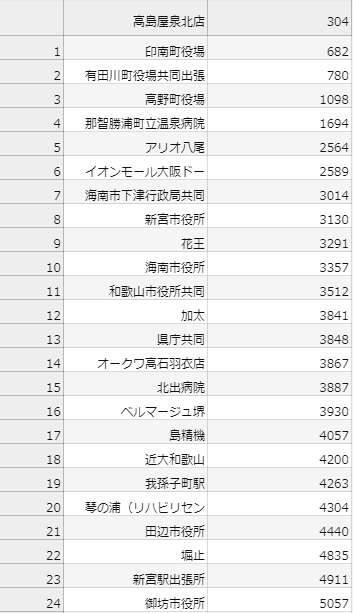 高島屋泉北店 304
1 印南町役場 682
2 有田川町役場共同出張 780
3 高野町役場 1098
4 那智勝浦町立温泉病院 1694
5 アリオ八尾 2564
6 イオンモール大阪ドー 2589
7 海南市下津行政局共同 3014
8 新宮市役所 3130
9 花王 3291
10 海南市役所 3357
11 和歌山市役所共同 3512
12 加太 3841
13 県庁共同 3848
14 オークワ高石羽衣店 3867
15 北出病院 3887
16 ベルマージュ堺 3930
17 島精機 4057
18 近大和歌山 4200
19 我孫子町駅 4263
20 琴の浦（リハビリセン 4304
21 田辺市役所 4440
22 堀止 4835
23 新宮駅出張所 4911
24 御坊市役所 5057